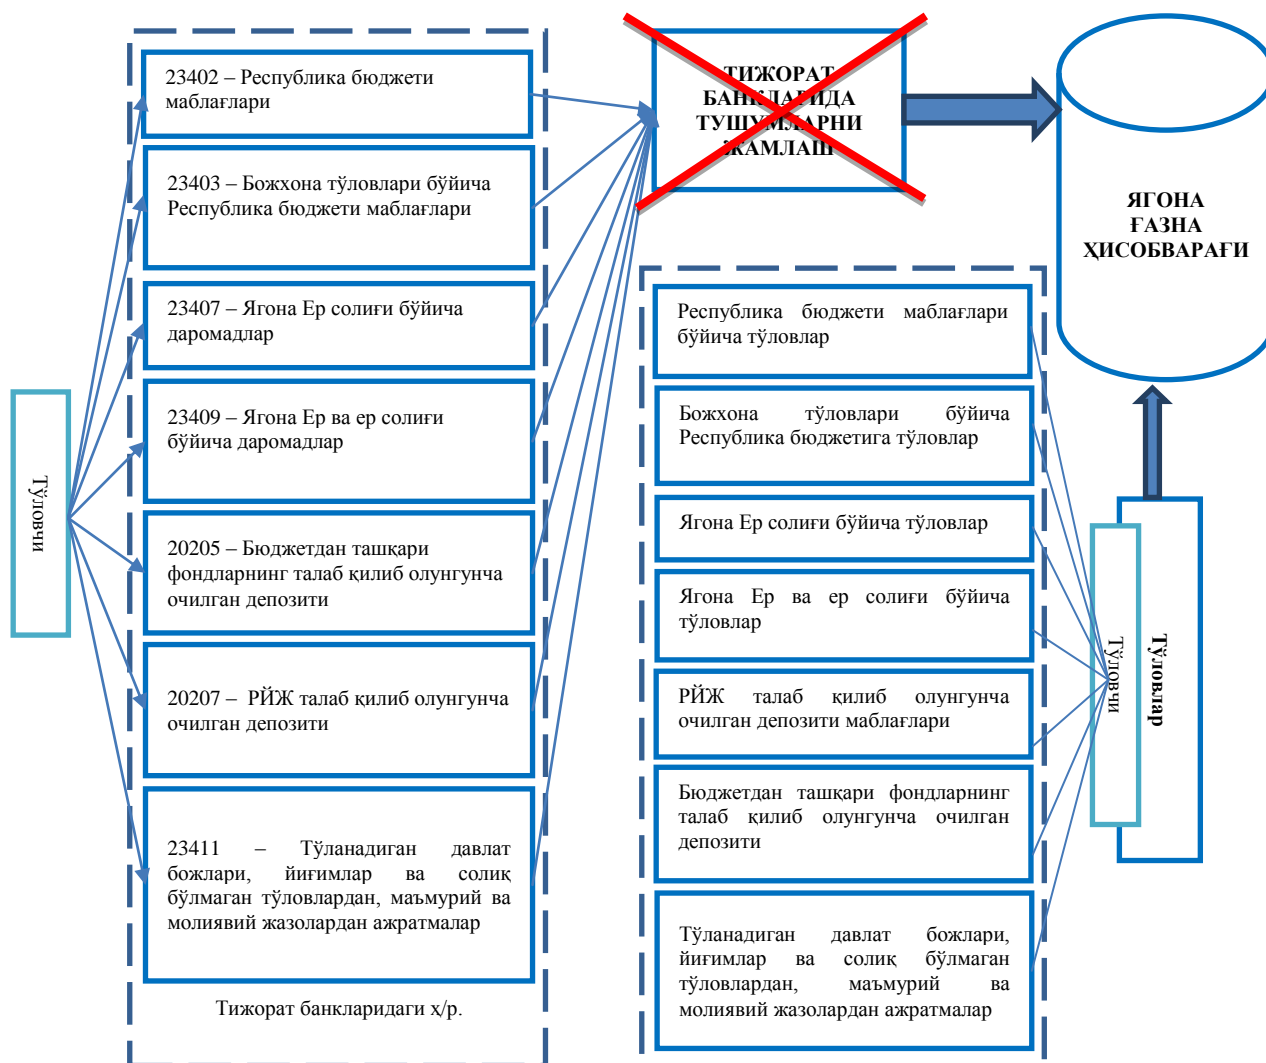 Тўловчи
23402 – Республика бюджети
маблағлари
23403 – Божхона тўловлари бўйича
Республика бюджети маблағлари
23407 – Ягона Ер солиғи бўйича
даромадлар
23409 – Ягона Ер ва ер солиғи
бўйича даромадлар
20205 – Бюджетдан ташқари
фондларнинг талаб қилиб олунгунча
очилган депозити
20207 – РЙЖ талаб қилиб олунгунча
очилган депозити
23411 – Тўланадиган давлат
божлари, йиғимлар ва солиқ
бўлмаган тўловлардан, маъмурий ва
молиявий жазолардан ажратмалар
Тижорат банкларидаги х/р.
ТИЖОРАТ
БАНКЛАРИДА
ТУШУМЛАРНИ
ЖАМЛАШ
ЯГОНА
ҒАЗНА
ҲИСОБВАРАҒИ
Республика бюджети маблағлари
бўйича тўловлар
Божхона тўловлари бўйича
Республика бюджетига тўловлар
Ягона Ер солиғи бўйича тўловлар
Ягона Ер ва ер солиғи бўйича
тўловлар
РЙЖ талаб қилиб олунгунча
очилган депозити маблағлари
Бюджетдан ташқари фондларнинг
талаб қилиб олунгунча очилган
депозити
Тўланадиган давлат божлари,
йиғимлар ва солиқ бўлмаган
тўловлардан, маъмурий ва
молиявий жазолардан ажратмалар
Тўловчи
Тўловлар